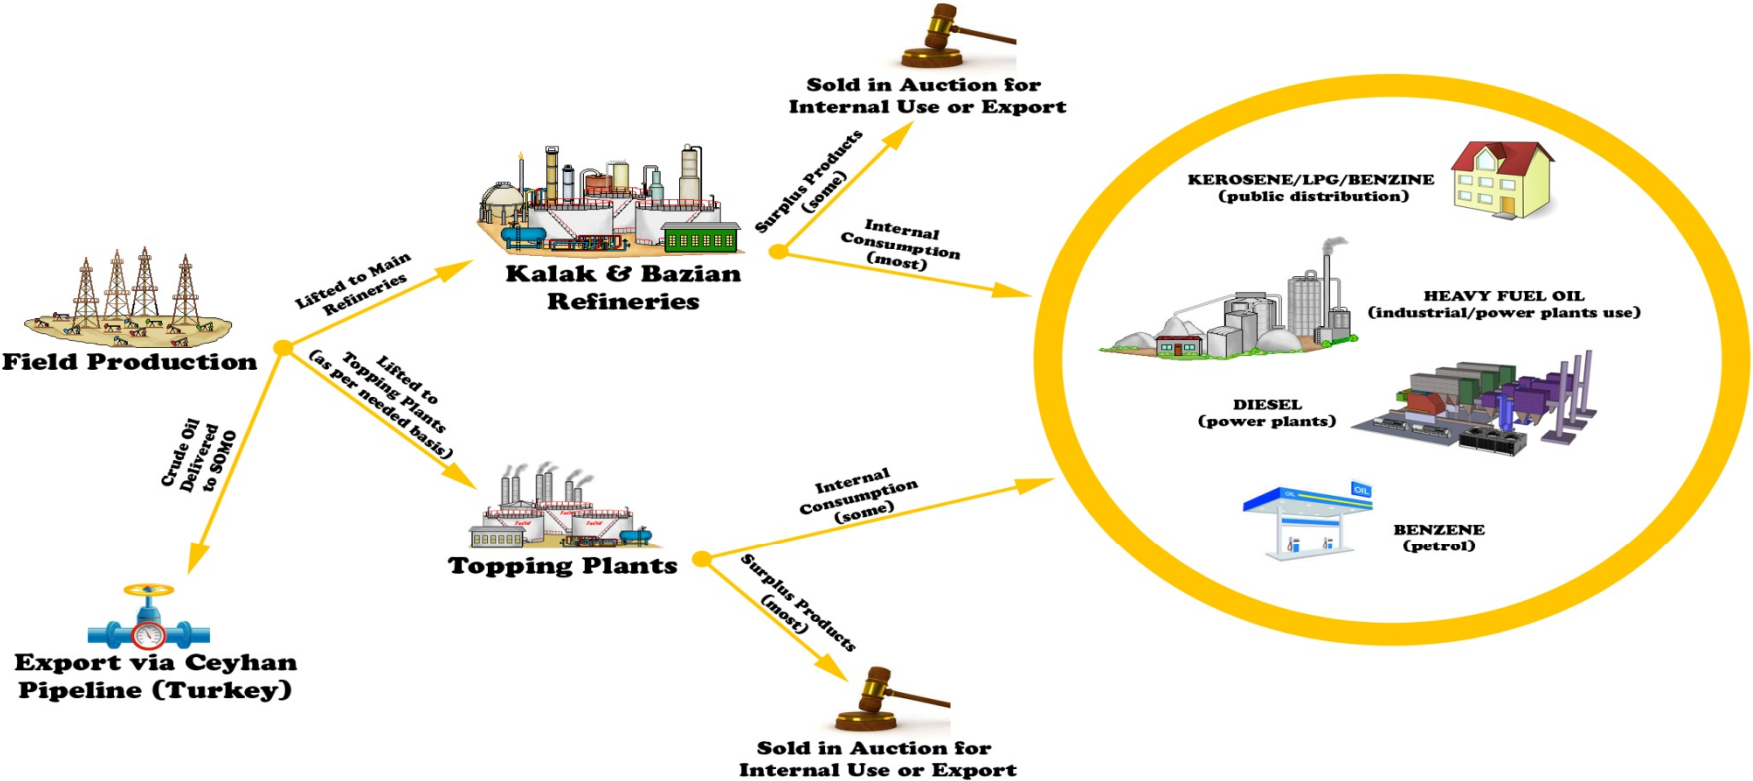 Sold in Auction for
Internal Use or Export
Surplus Products
(some)
Internal
Consumption
(most)
Kalak & Bazian
Refineries
Lifted to Main
Refineries
Field Production
Lifted to
Topping Plants
(as per needed basis)
Crude Oil
Delivered
to SOMO
Export via Ceyhan
Pipeline (Turkey)
Topping Plants
Internal
Consumption
(some)
Surplus Products
(most)
Sold in Auction for
Internal Use or Export
KEROSENE/LPG/BENZINE
(public distribution)
HEAVY FUEL OIL
(industrial/power plants use)
DIESEL
(power plants)
OIL
OIL
BENZENE
(petrol)